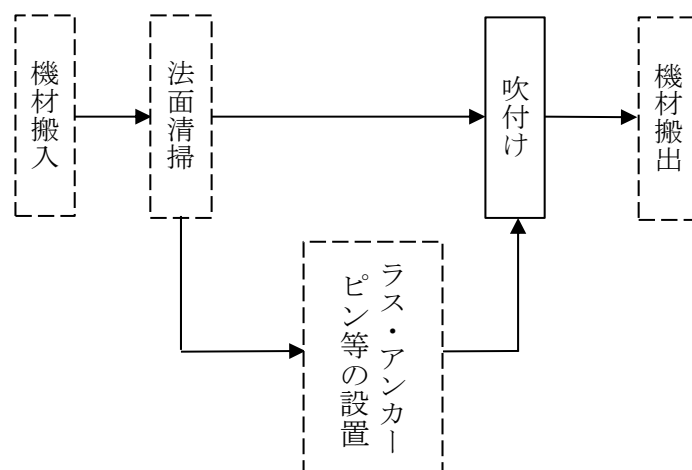 機材搬入
法面清掃
吹付け
機材搬出
ラス・アンカー
ピン等の設置